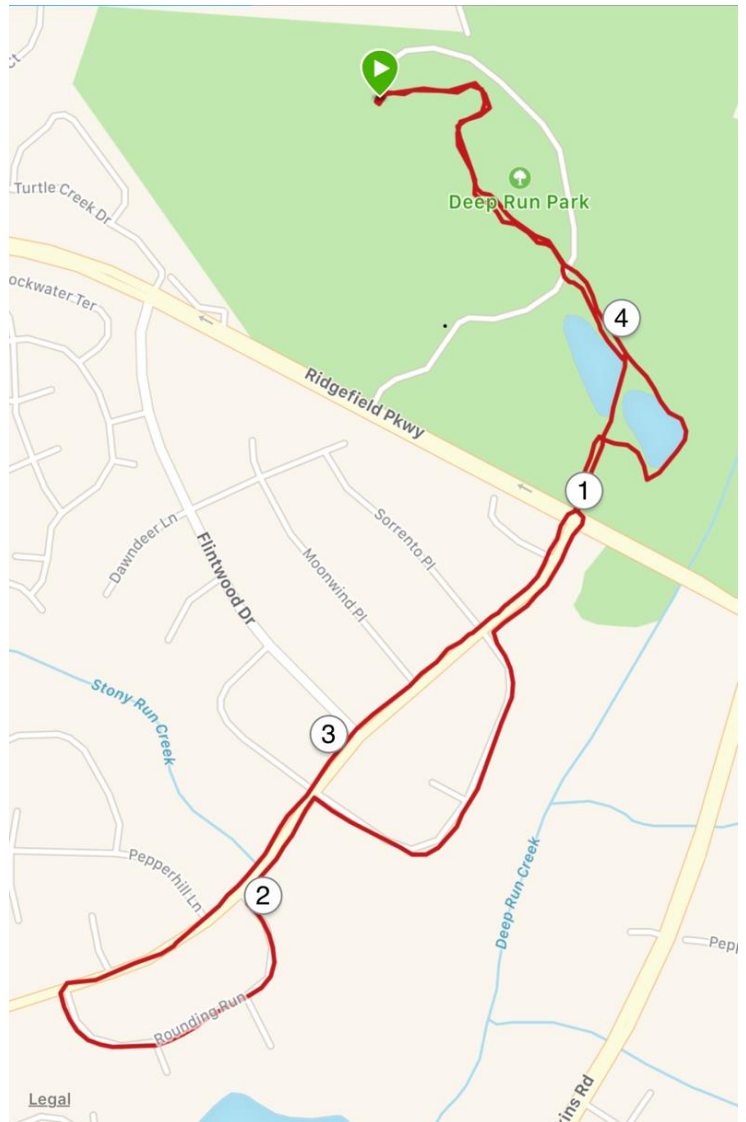 Ct
Turtle Creek Dr
Deep Run Park
ockwater Ter
4
Ridgefield Pkwy
1
Sorrento Pl
Dawndeer Ln
Flintwood Dr
Moonwind Pl
Stony Run Creek
3
Pepperhill Ln
2
Deep Run Creek
Pepp
Rounding Run
Legal
ins Rd